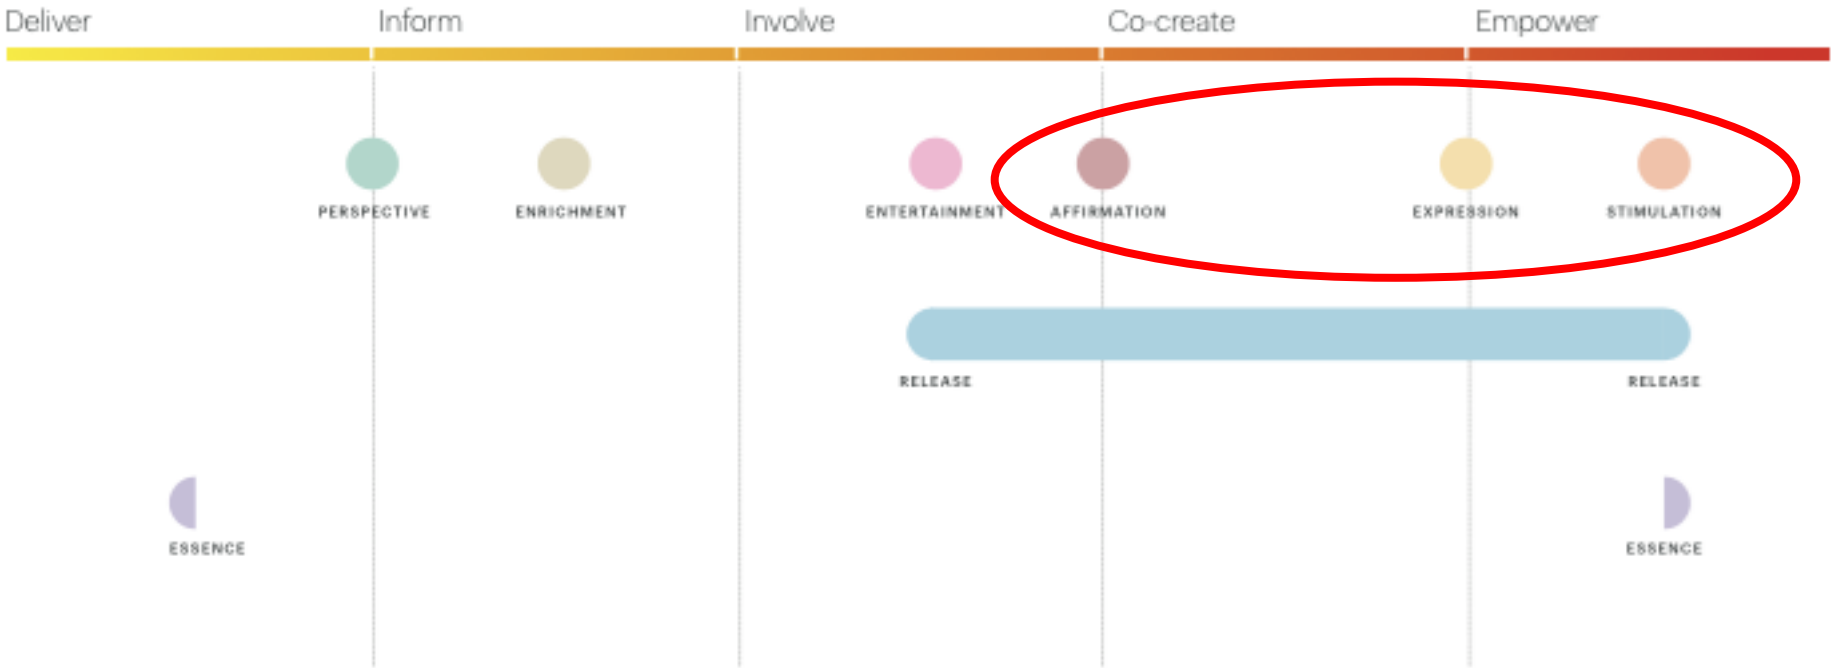 Deliver Inform Involve Co-create Empower
PERSPECTIVE ENRICHMENT ENTERTAINMENT AFFIRMATION EXPRESSION STIMULATION
RELEASE RELEASE
ESSENCE ESSENCE